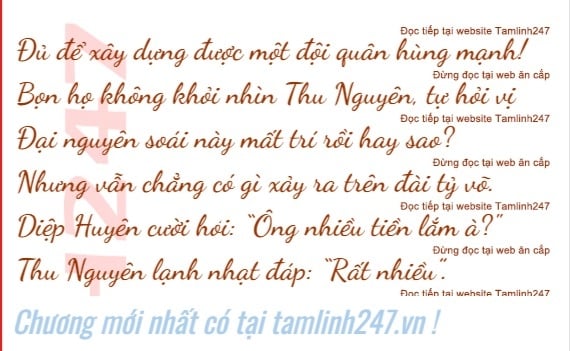 Đọc tiếp tại website Tamlinh247
Đủ để xây dựng được một đội quân hùng mạnh!
Đừng đọc tại web ăn cắp
Bọn họ không khỏi nhìn Thu Nguyên, tự hỏi vị
Đọc tiếp tại website Tamlinh247
Đại nguyên soái này mất trí rồi hay sao?
Đừng đọc tại web ăn cắp
Nhưng vẫn chẳng có gì xảy ra trên đài tỷ võ.
Đọc tiếp tại website Tamlinh247
Diệp Huyên cười hỏi: “Ông nhiều tiền lắm à?”
Đừng đọc tại web ăn cắp
Thu Nguyên lạnh nhạt đáp: “Rất nhiều”.
Đọc tiếp tại website Tamlinh247
Chương mới nhất có tại tamlinh247.vn !